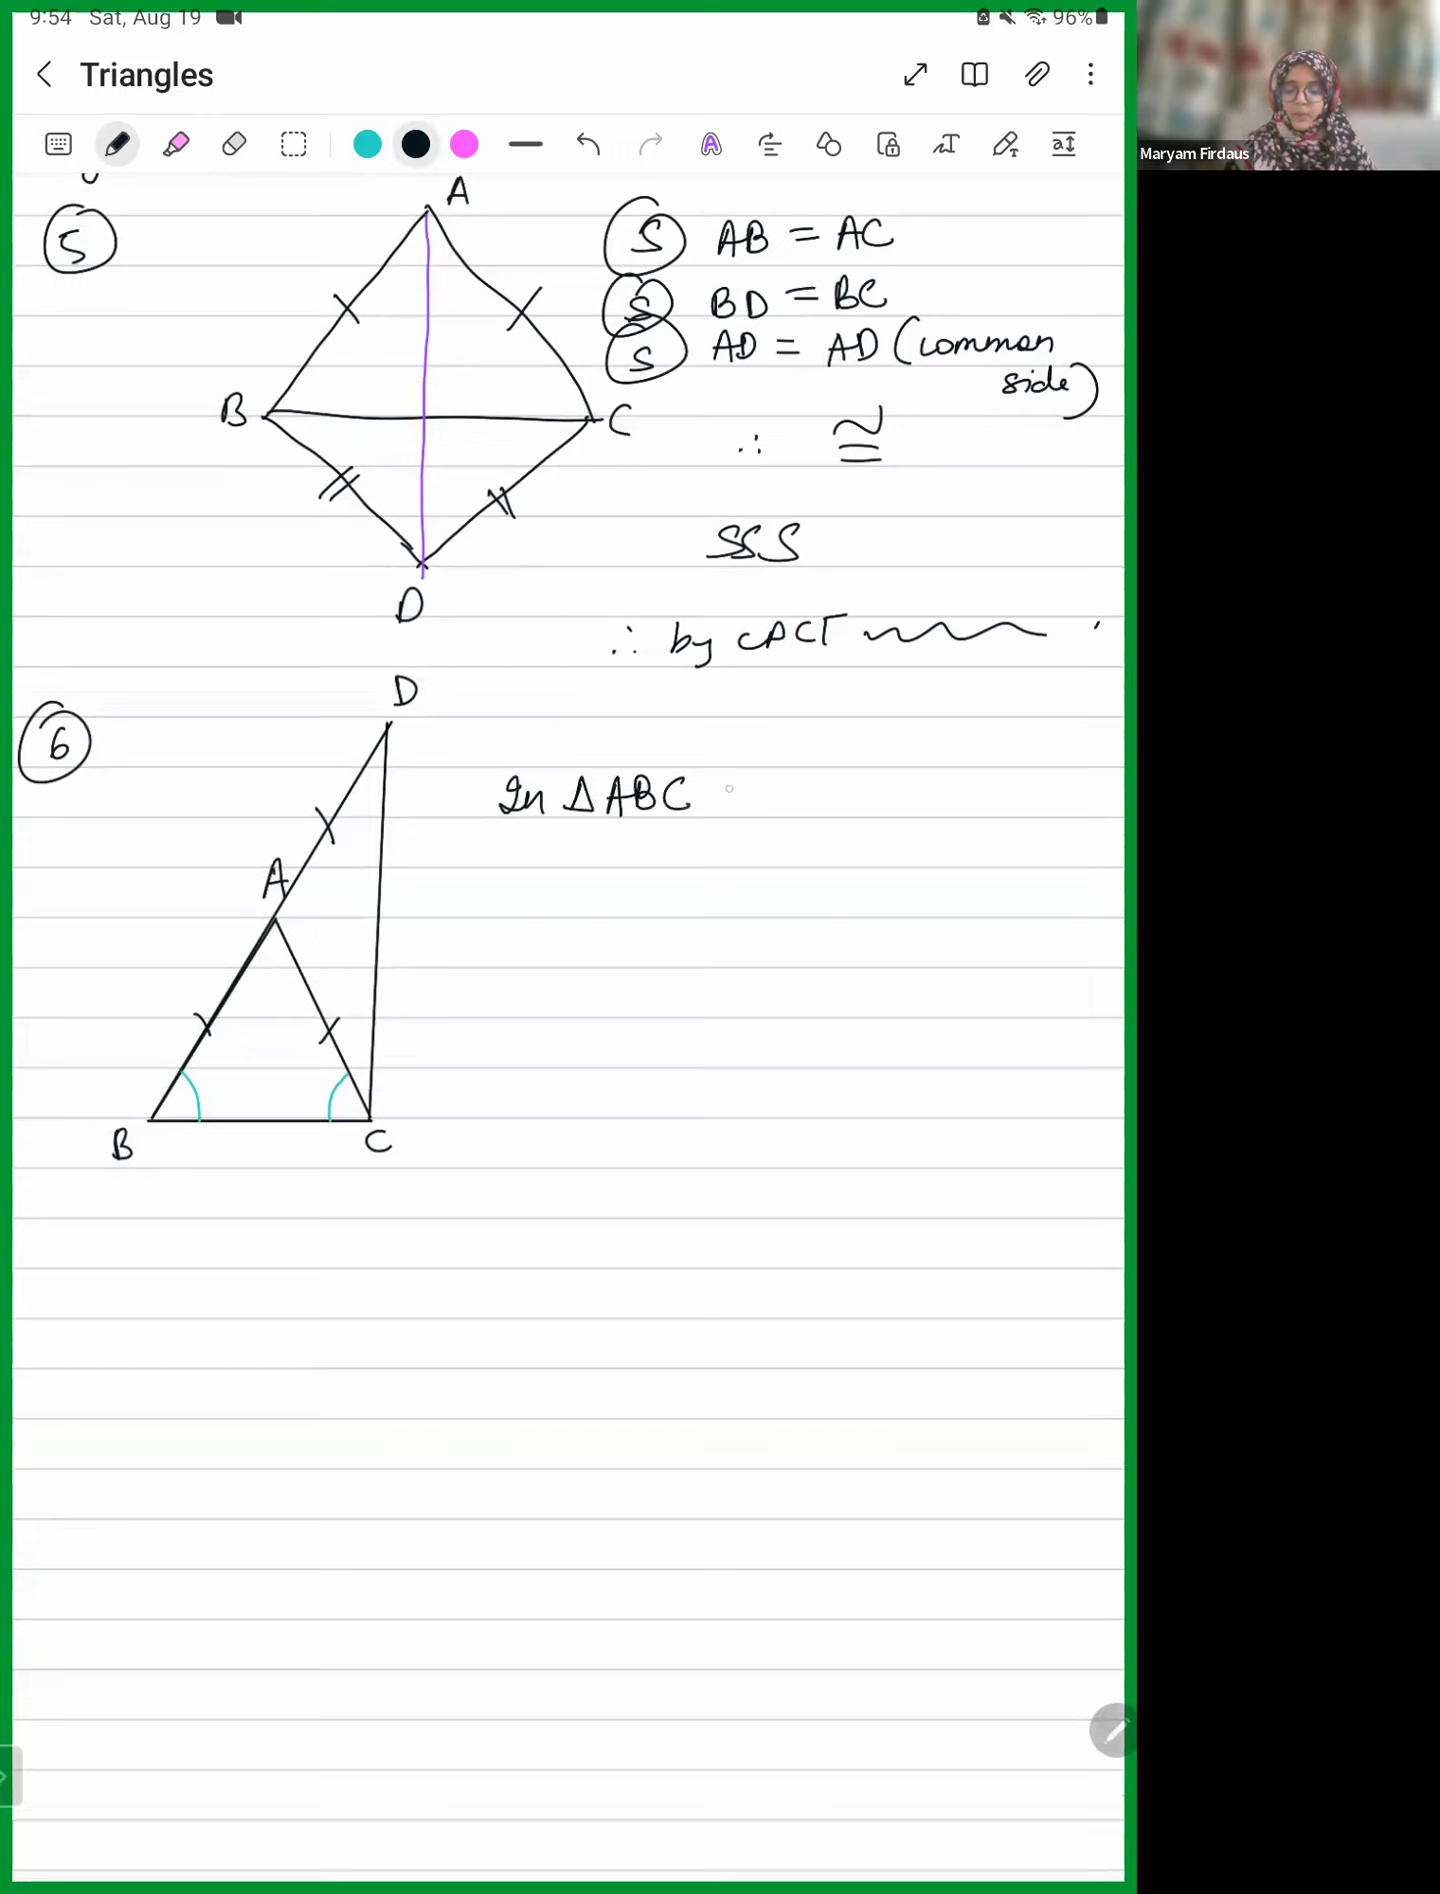 9:54 Sat, Aug 19
96%
Triangles
Maryam Firdaus
5
A
B
C
D
S AB = AC
S BD = BC
S AD = AD (common
side)
∴ ≅
SSS
∴ by CPCT
6
D
A
B
C
In △ABC